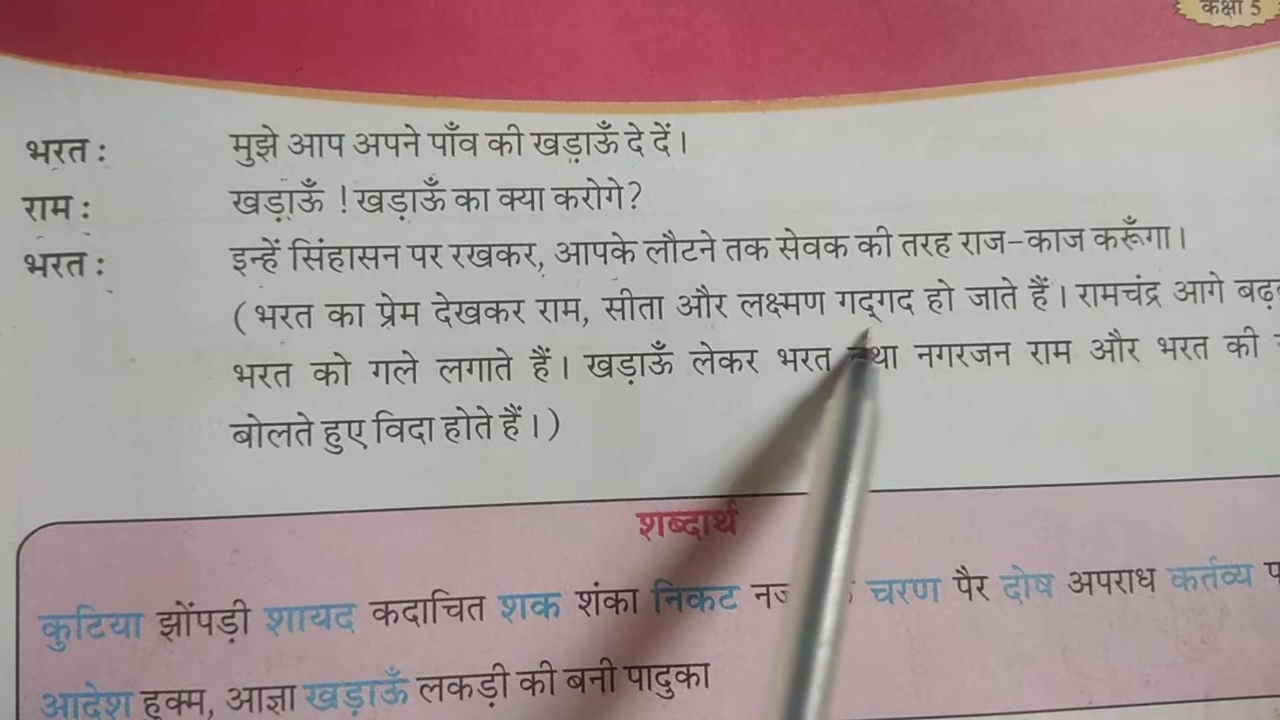 कक्षा 5
भरत : मुझे आप अपने पाँव की खड़ाऊँ दे दें।
राम : खड़ाऊँ ! खड़ाऊँ का क्या करोगे?
भरत : इन्हें सिंहासन पर रखकर, आपके लौटने तक सेवक की तरह राज-काज करूँगा।
(भरत का प्रेम देखकर राम, सीता और लक्ष्मण गद्‌गद हो जाते हैं। रामचंद्र आगे
भरत को गले लगाते हैं। खड़ाऊँ लेकर भरत नगरजन राम और भरत की
बोलते हुए विदा होते हैं।)
शब्दार्थ
कुटिया झोंपड़ी शायद कदाचित शक शंका निकट चरण पैर दोष अपराध कर्तव्य
आदेश हुक्म, आज्ञा खड़ाऊँ लकड़ी की बनी पादुका